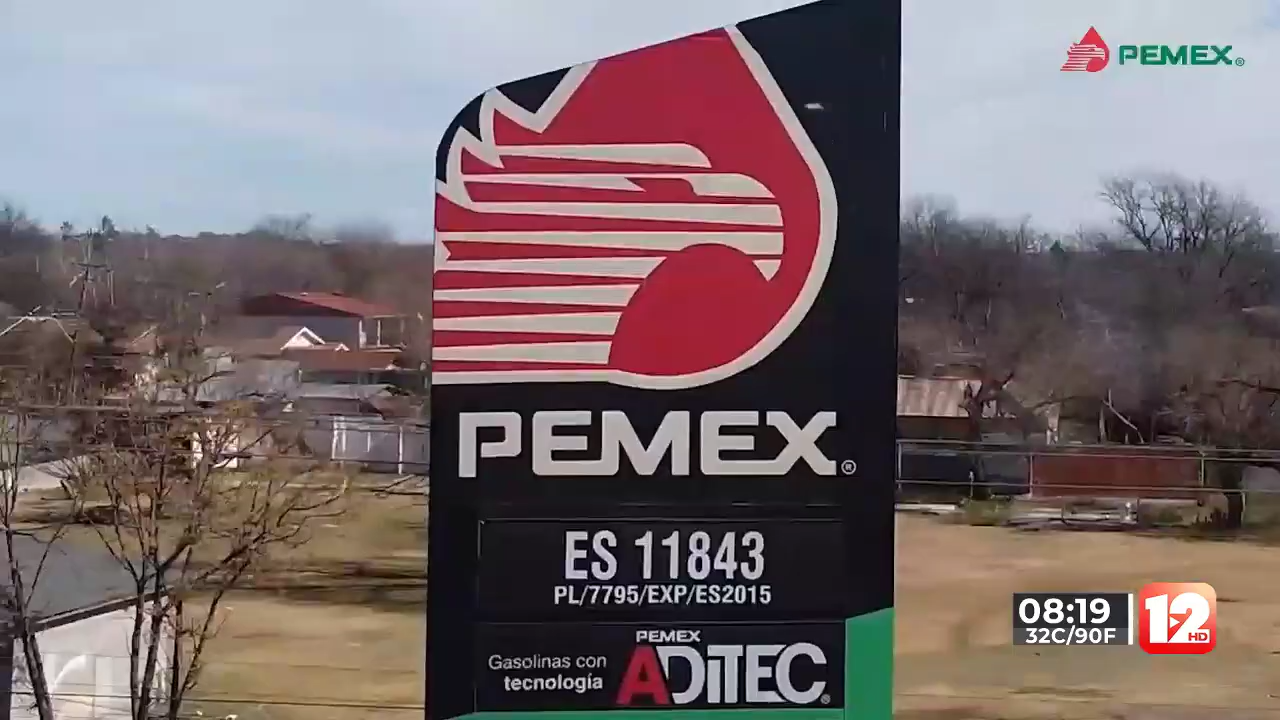 PEMEX®
PEMEX®
ES 11843
PL/7795/EXP/ES2015
PEMEX
Gasolinas con
tecnología
ADITEC®
08:19
32C/90F
12
HD